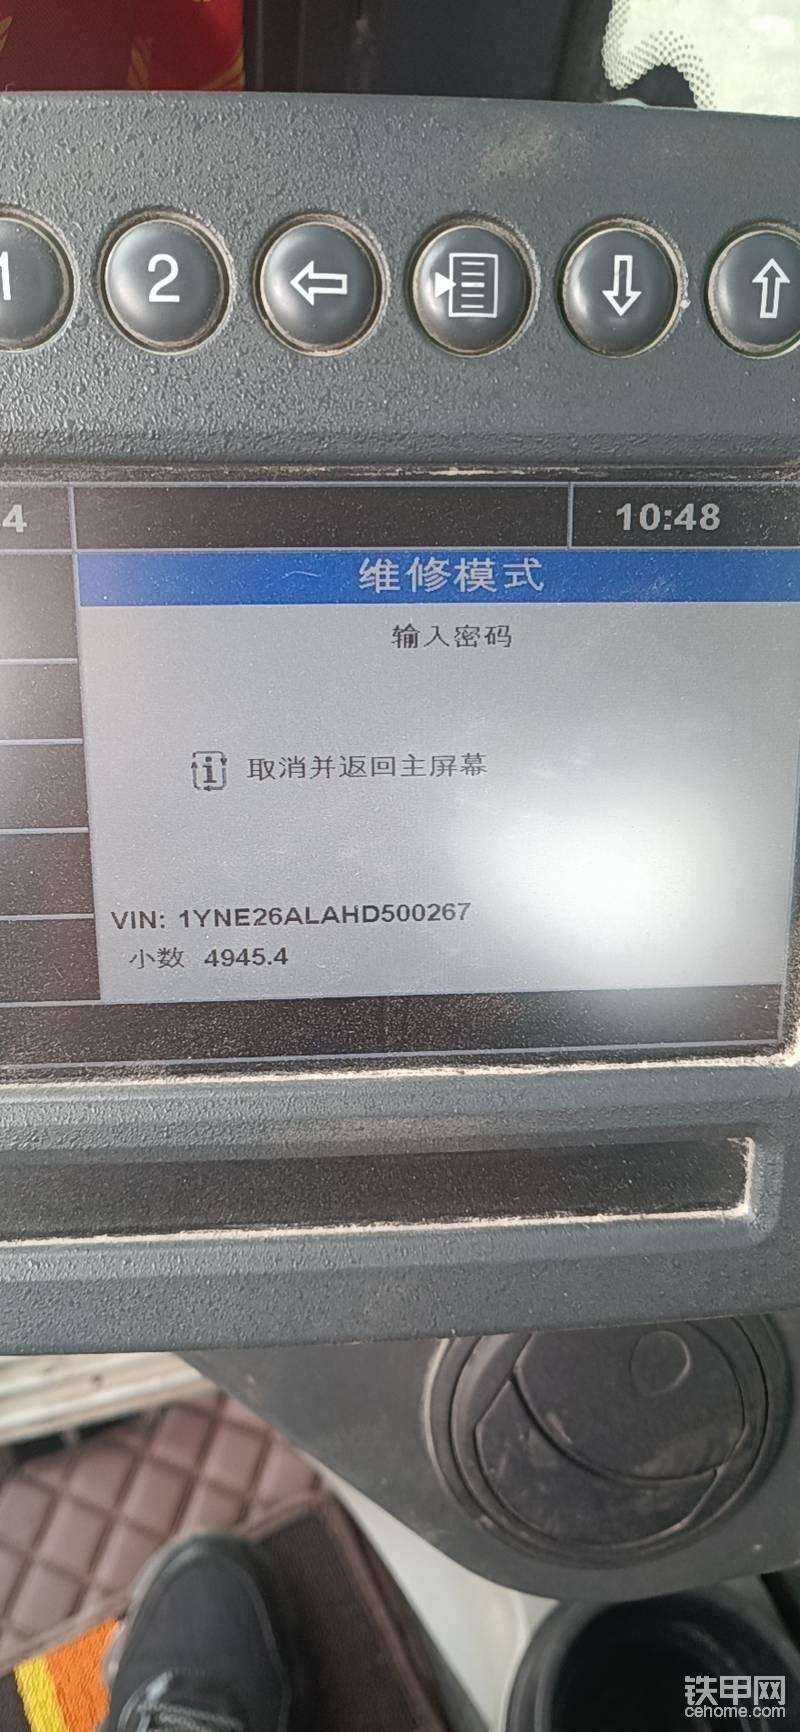 1
2
4
10:48
维修模式
输入密码
取消并返回主屏幕
VIN: 1YNE26ALAHD500267
小数 4945.4
铁甲网
cehome.com